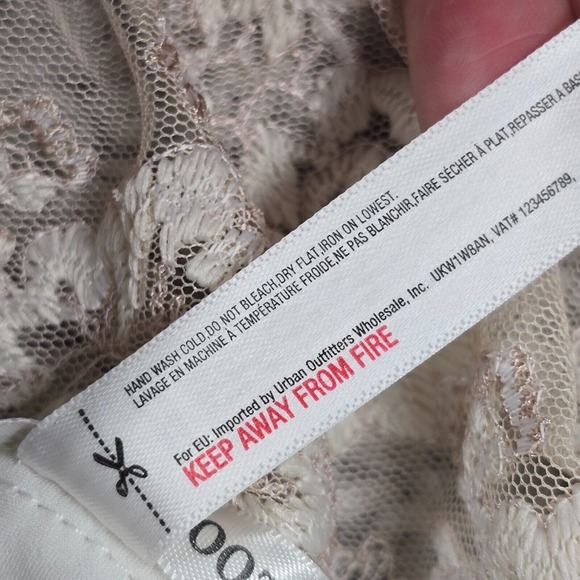 HAND WASH COLD.DO NOT BLEACH,DRY FLAT.IRON ON LOWEST.
LAVAGE EN MACHINE À TEMPÉRATURE FROIDE,NE PAS BLANCHIR,FAIRE SÉCHER À PLAT,REPASSER A
For EU: Imported by Urban Outfitters Wholesale, Inc. UKW1W8AN, VAT# 123456789,
KEEP AWAY FROM FIRE